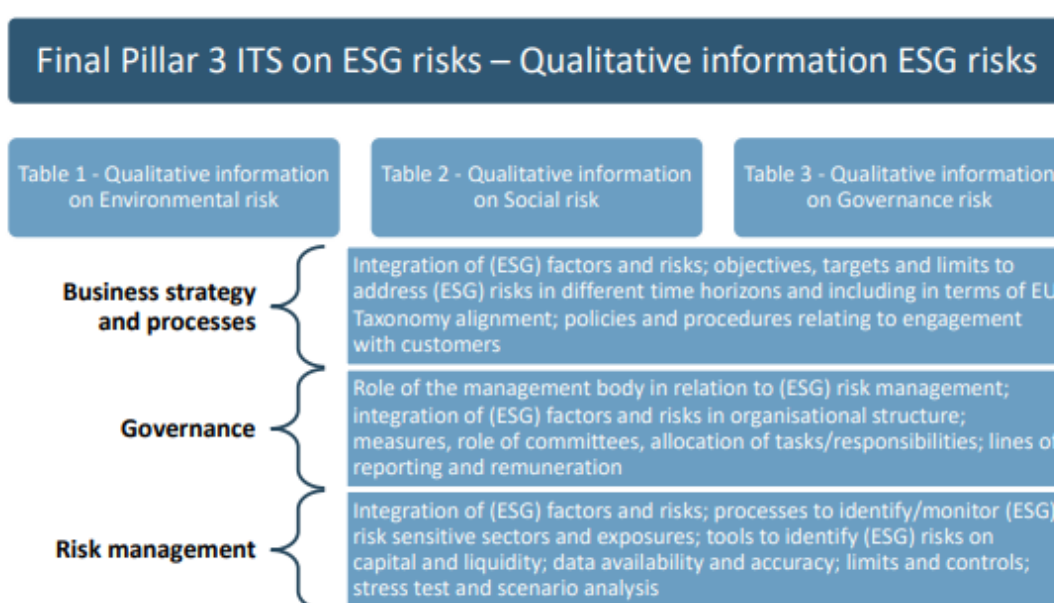 Final Pillar 3 ITS on ESG risks – Qualitative information ESG risks
Table 1 - Qualitative information
on Environmental risk
Table 2 - Qualitative information
on Social risk
Table 3 - Qualitative information
on Governance risk
Business strategy
and processes
Integration of (ESG) factors and risks; objectives, targets and limits to
address (ESG) risks in different time horizons and including in terms of EU
Taxonomy alignment; policies and procedures relating to engagement
with customers
Governance
Role of the management body in relation to (ESG) risk management;
integration of (ESG) factors and risks in organisational structure;
measures, role of committees, allocation of tasks/responsibilities; lines of
reporting and remuneration
Risk management
Integration of (ESG) factors and risks; processes to identify/monitor (ESG)
risk sensitive sectors and exposures; tools to identify (ESG) risks on
capital and liquidity; data availability and accuracy; limits and controls;
stress test and scenario analysis